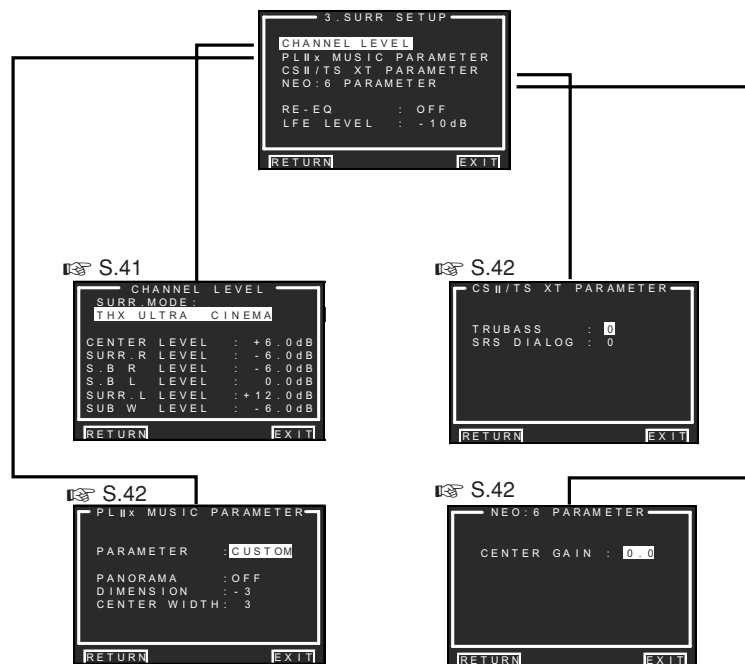 3.SURR SETUP
CHANNEL LEVEL
PLIIx MUSIC PARAMETER
CSII/TS XT PARAMETER
NEO:6 PARAMETER
RE-EQ : OFF
LFE LEVEL : -10dB
RETURN EXIT
☞ S.41
CHANNEL LEVEL
SURR.MODE:
THX ULTRA CINEMA
CENTER LEVEL : +6.0dB
SURR.R LEVEL : -6.0dB
S.B R LEVEL : -6.0dB
S.B L LEVEL : 0.0dB
SURR.L LEVEL :+12.0dB
SUB W LEVEL : -6.0dB
RETURN EXIT
☞ S.42
CSII/TS XT PARAMETER
TRUBASS : 0
SRS DIALOG : 0
RETURN EXIT
☞ S.42
PLIIx MUSIC PARAMETER
PARAMETER :CUSTOM
PANORAMA :OFF
DIMENSION :-3
CENTER WIDTH: 3
RETURN EXIT
☞ S.42
NEO:6 PARAMETER
CENTER GAIN : 0.0
RETURN EXIT